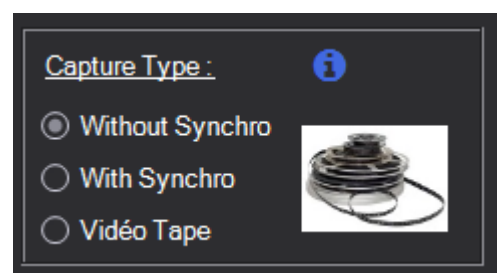 Capture Type :
Without Synchro
With Synchro
Vidéo Tape